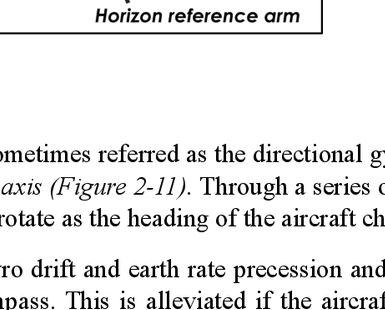 Horizon reference arm
ometimes referred as the directional gy
axis (Figure 2-11). Through a series o
rotate as the heading of the aircraft ch
ro drift and earth rate precession and
pass. This is alleviated if the aircraf